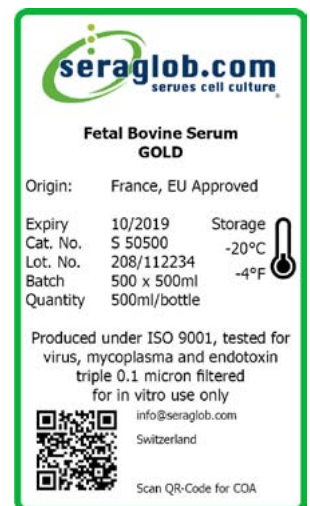 seraglob.com
serves cell culture
Fetal Bovine Serum
GOLD
Origin: France, EU Approved
Expiry 10/2019 Storage
Cat. No. S 50500 -20°C
Lot. No. 208/112234 -4°F
Batch 500 x 500ml
Quantity 500ml/bottle
Produced under ISO 9001, tested for
virus, mycoplasma and endotoxin
triple 0.1 micron filtered
for in vitro use only
info@seraglob.com
Switzerland
Scan QR-Code for COA